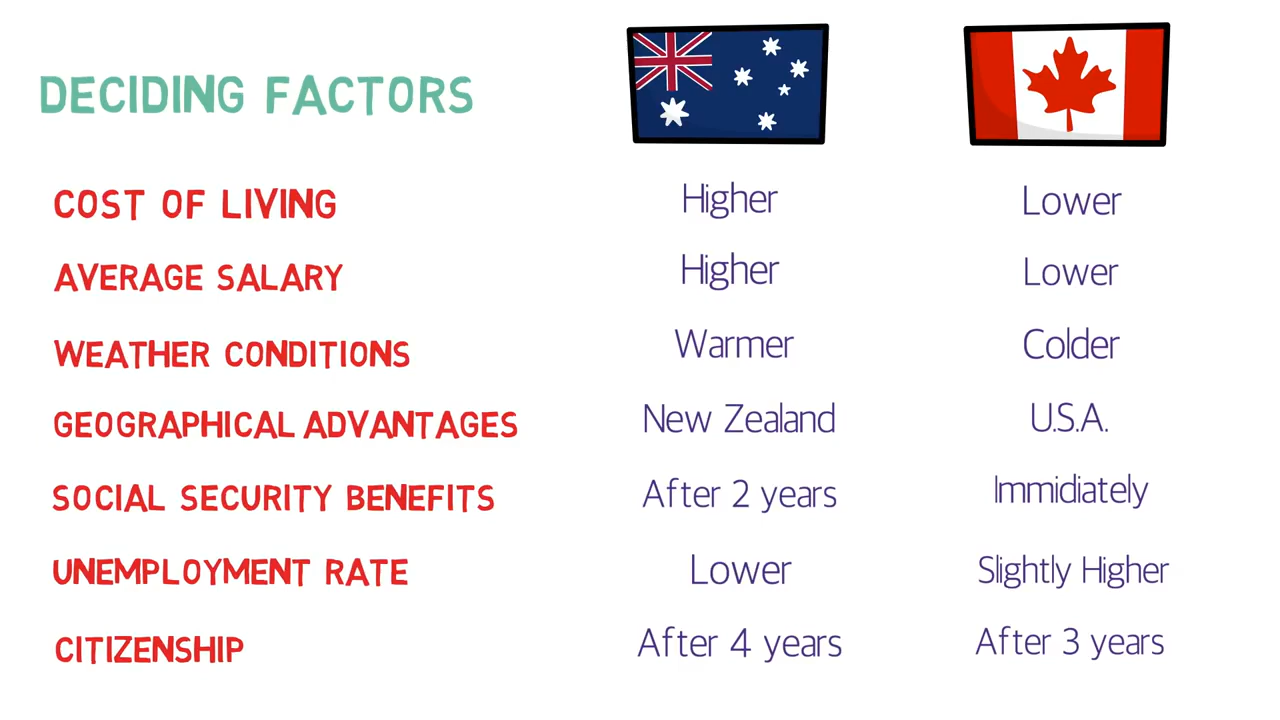 DECIDING FACTORS
COST OF LIVING Higher Lower
AVERAGE SALARY Higher Lower
WEATHER CONDITIONS Warmer Colder
GEOGRAPHICAL ADVANTAGES New Zealand U.S.A.
SOCIAL SECURITY BENEFITS After 2 years Immidiately
UNEMPLOYMENT RATE Lower Slightly Higher
CITIZENSHIP After 4 years After 3 years